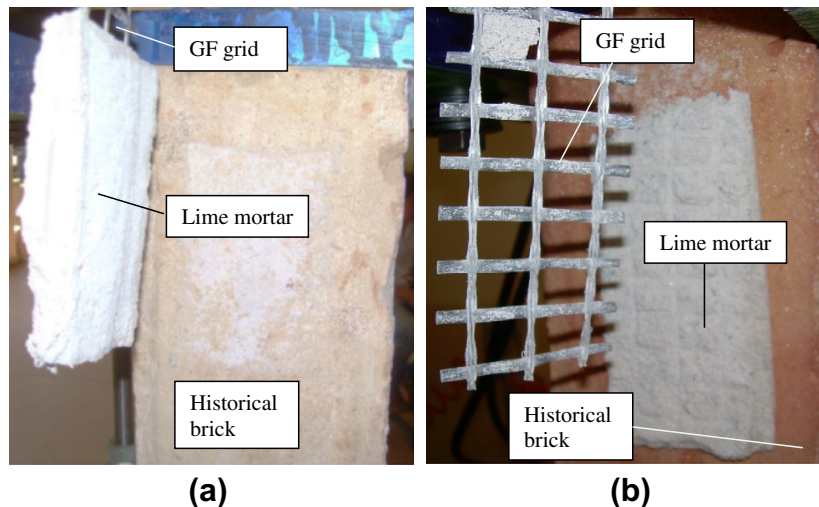 GF grid
Lime mortar
Historical
brick
(a)
GF grid
Lime mortar
Historical
brick
(b)